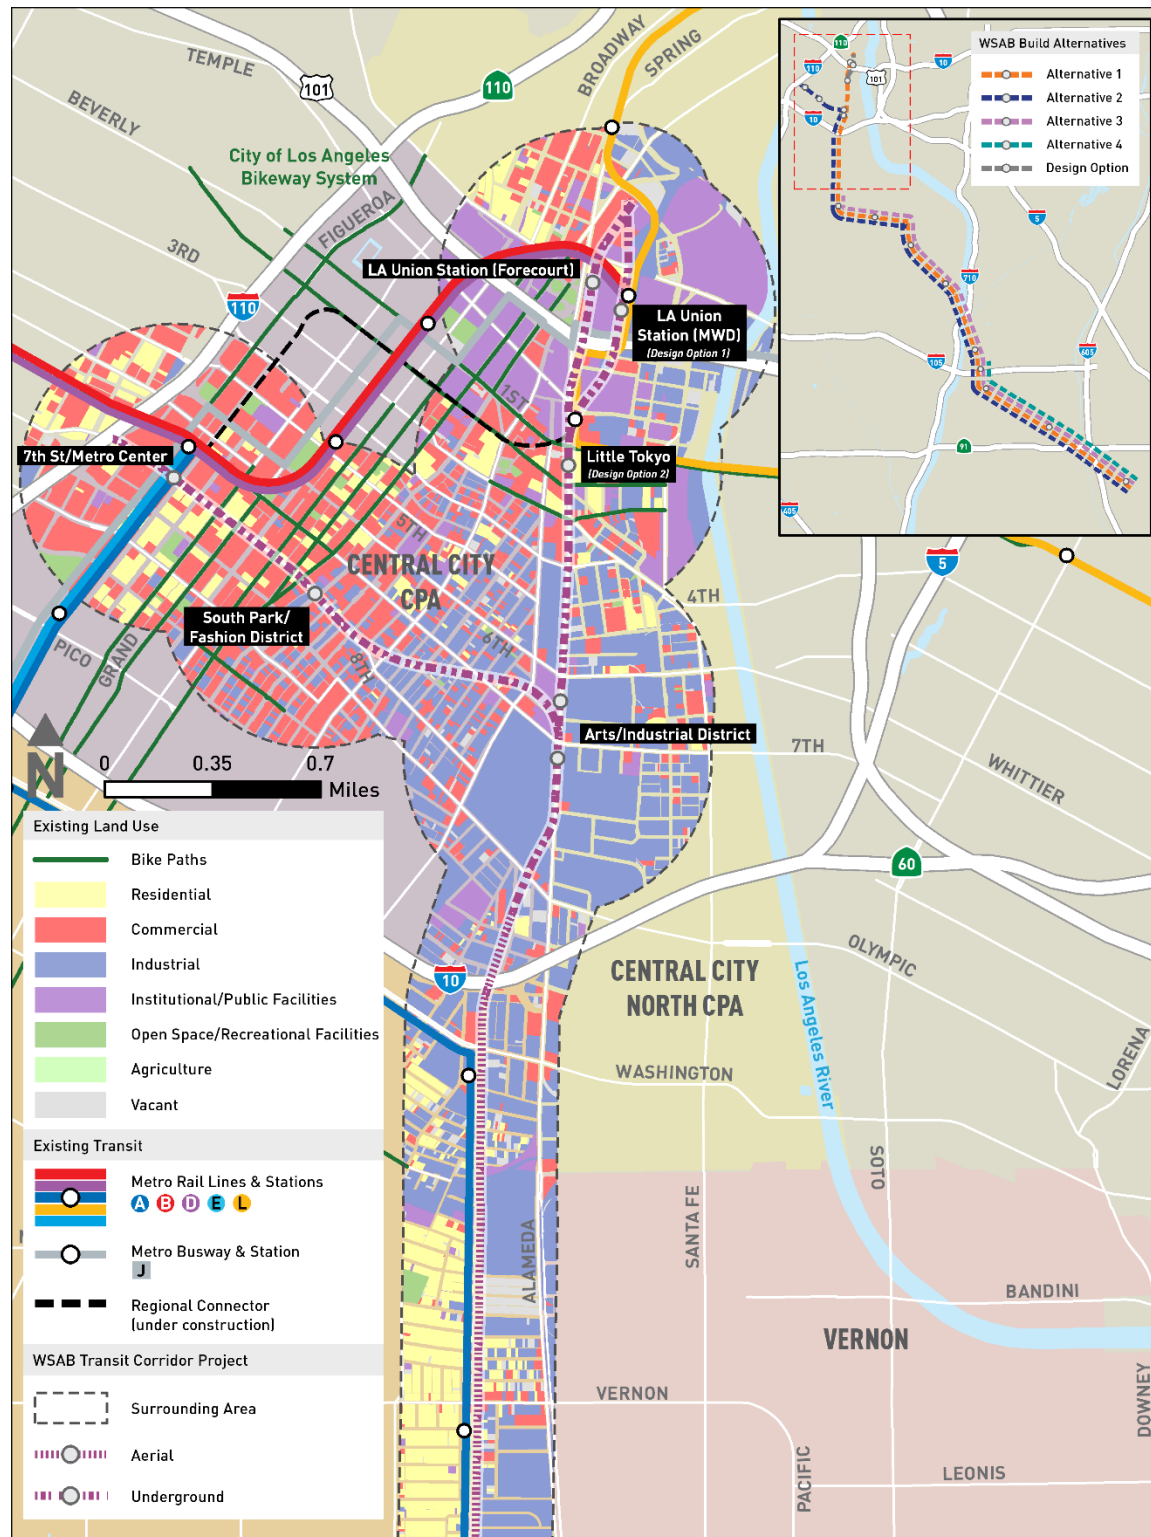 TEMPLE
BROADWAY
SPRING
101
110
BEVERLY
City of Los Angeles
Bikeway System
FIGUEROA
3RD
110
LA Union Station (Forecourt)
LA Union
Station (MWD)
(Design Option 1)
1ST
7th St/Metro Center
Little Tokyo
(Design Option 2)
5TH
CENTRAL CITY
CPA
4TH
South Park/
Fashion District
PICO
GRAND
8TH
6TH
Arts/Industrial District
7TH
WHITTIER
5
60
N
0 0.35 0.7
Miles
10
OLYMPIC
CENTRAL CITY
NORTH CPA
Los Angeles River
LORENA
WASHINGTON
SOTO
SANTA FE
ALAMEDA
BANDINI
VERNON
VERNON
DOWNEY
PACIFIC
LEONIS
Existing Land Use
Bike Paths
Residential
Commercial
Industrial
Institutional/Public Facilities
Open Space/Recreational Facilities
Agriculture
Vacant
Existing Transit
Metro Rail Lines & Stations
A B D E L
Metro Busway & Station
J
Regional Connector
(under construction)
WSAB Transit Corridor Project
Surrounding Area
Aerial
Underground
WSAB Build Alternatives
Alternative 1
Alternative 2
Alternative 3
Alternative 4
Design Option
110
10
110
101
10
5
710
105
605
91
405